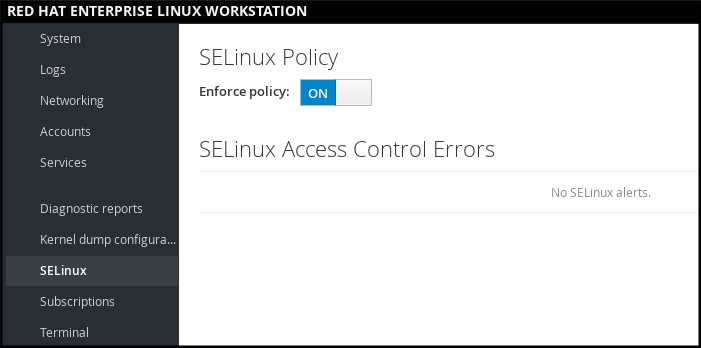 RED HAT ENTERPRISE LINUX WORKSTATION
System
Logs
Networking
Accounts
Services
Diagnostic reports
Kernel dump configura...
SELinux
Subscriptions
Terminal
SELinux Policy
Enforce policy: ON
SELinux Access Control Errors
No SELinux alerts.